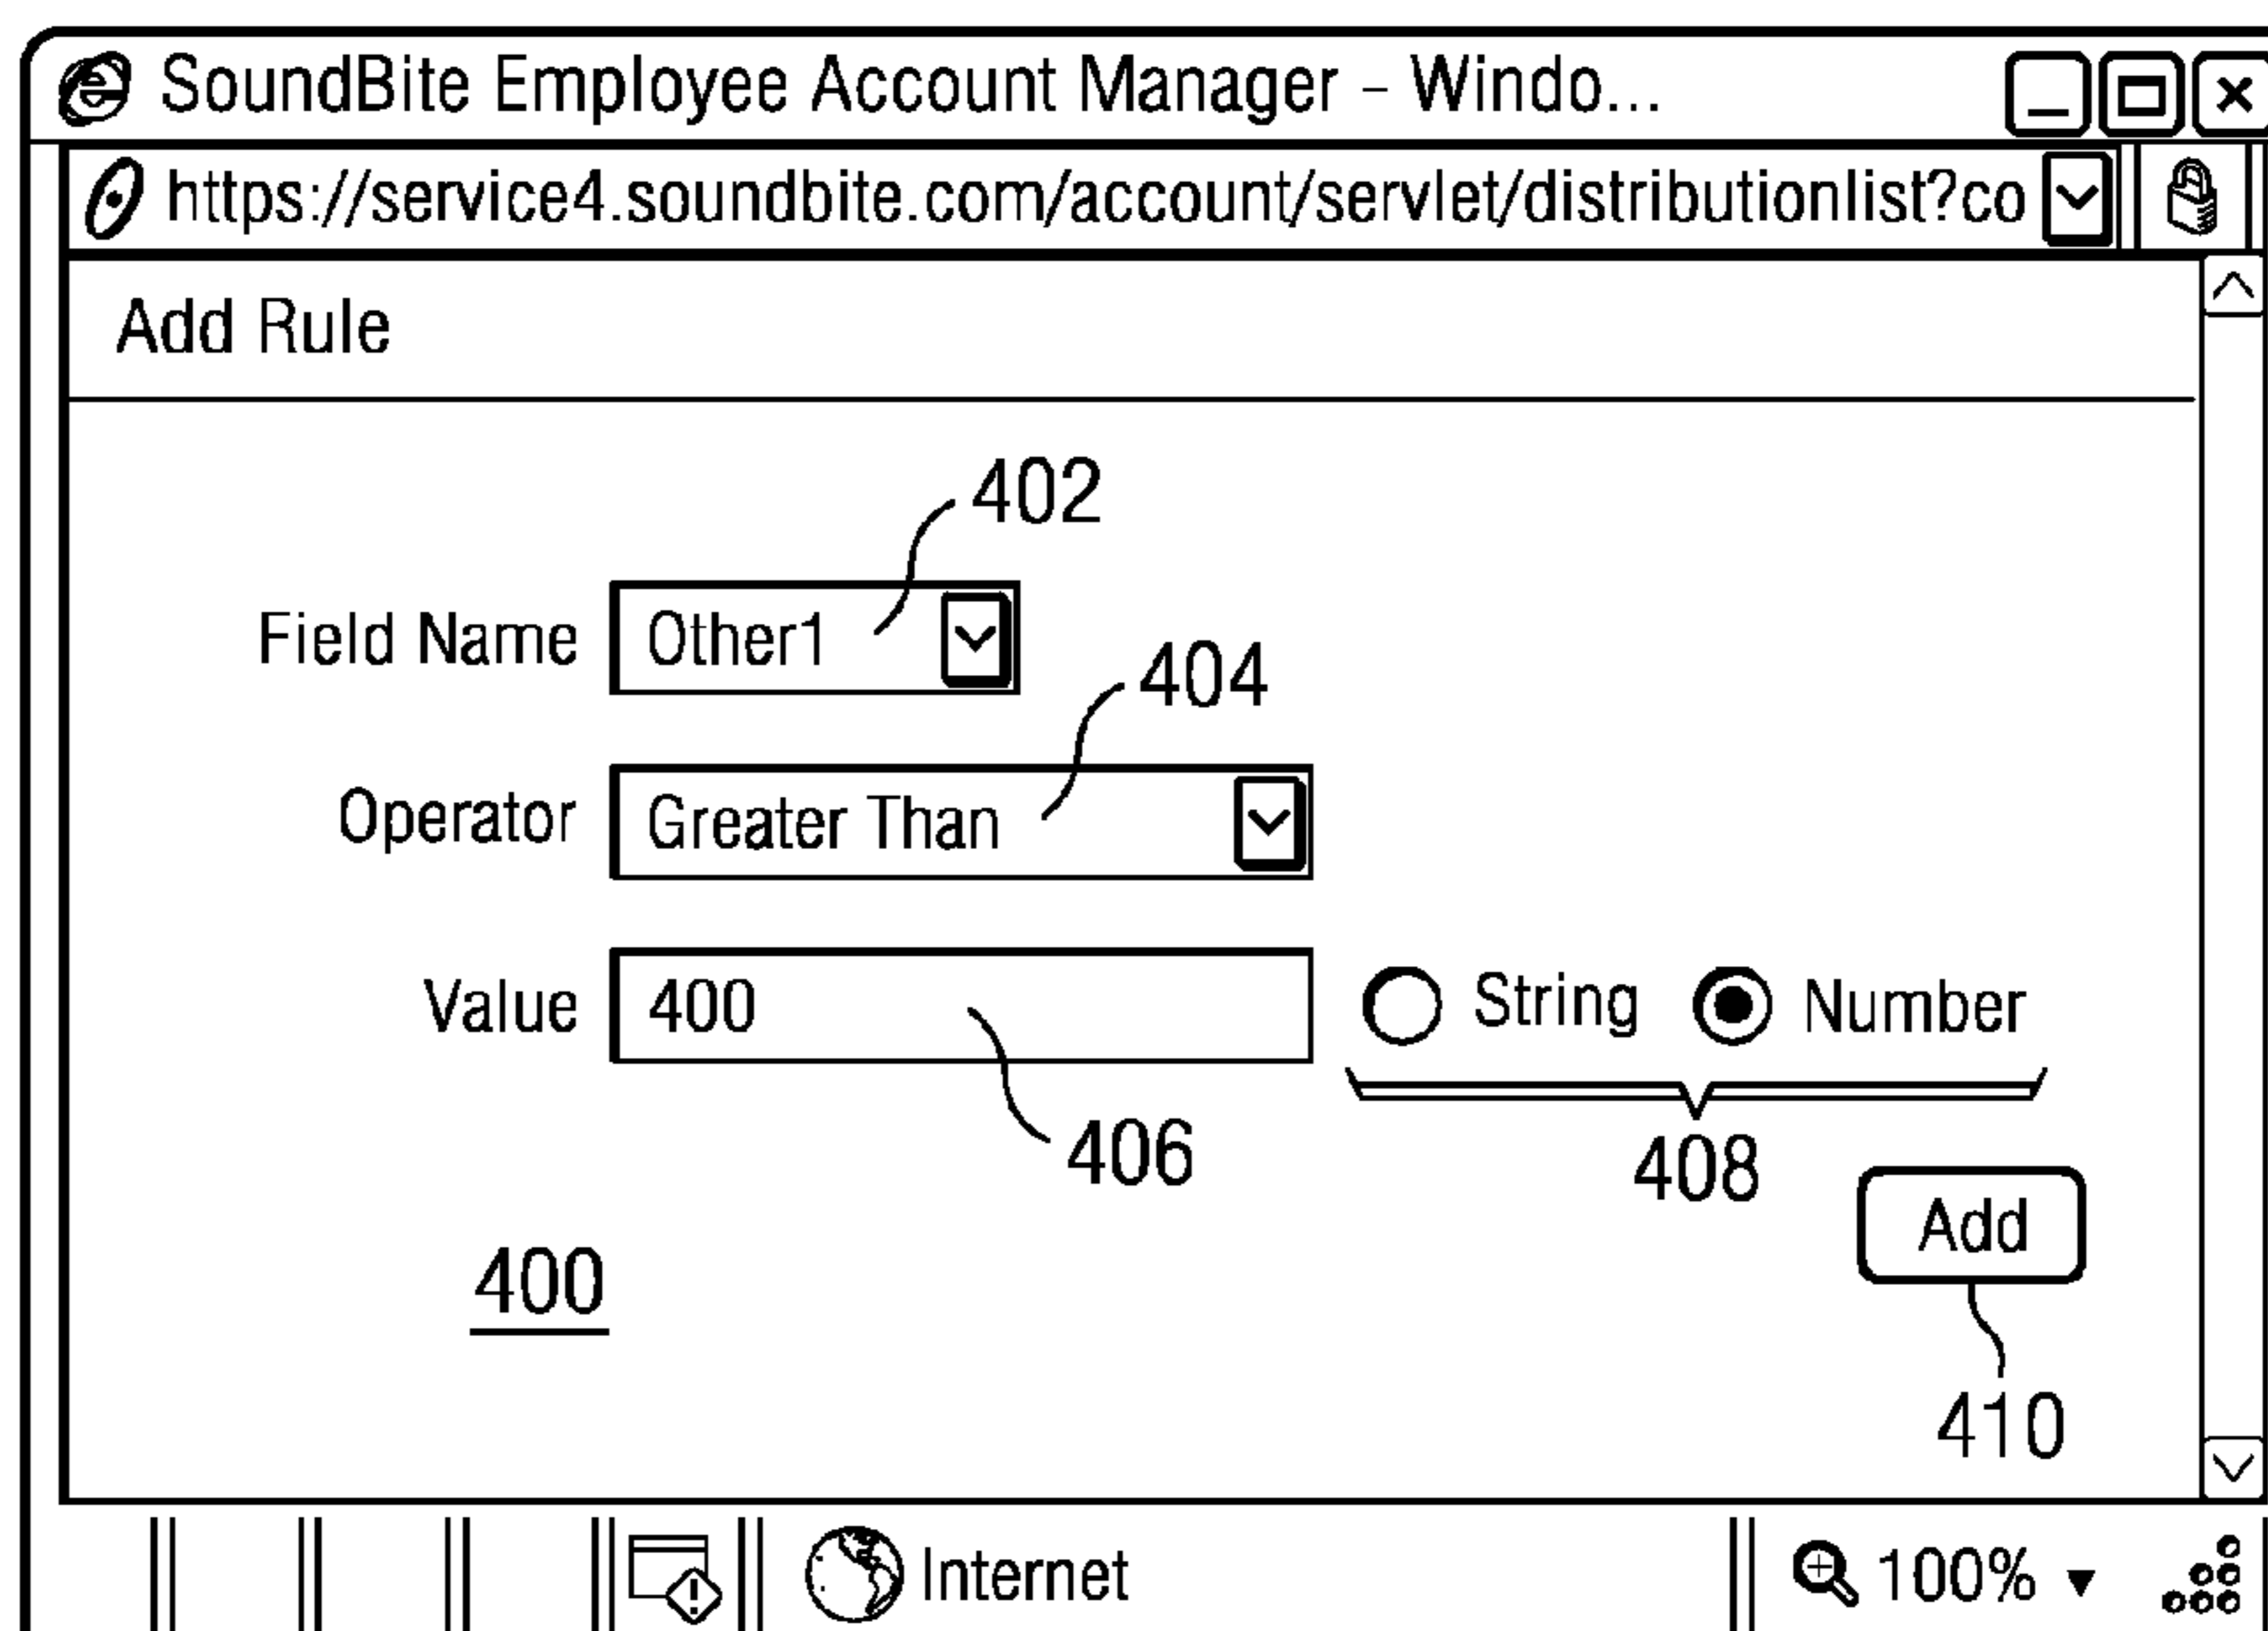 SoundBite Employee Account Manager - Windo...
https://service4.soundbite.com/account/servlet/distributionlist?co
Add Rule
402
Field Name Other1
404
Operator Greater Than
Value 400 String Number
406
408
Add
400
410
Internet 100%